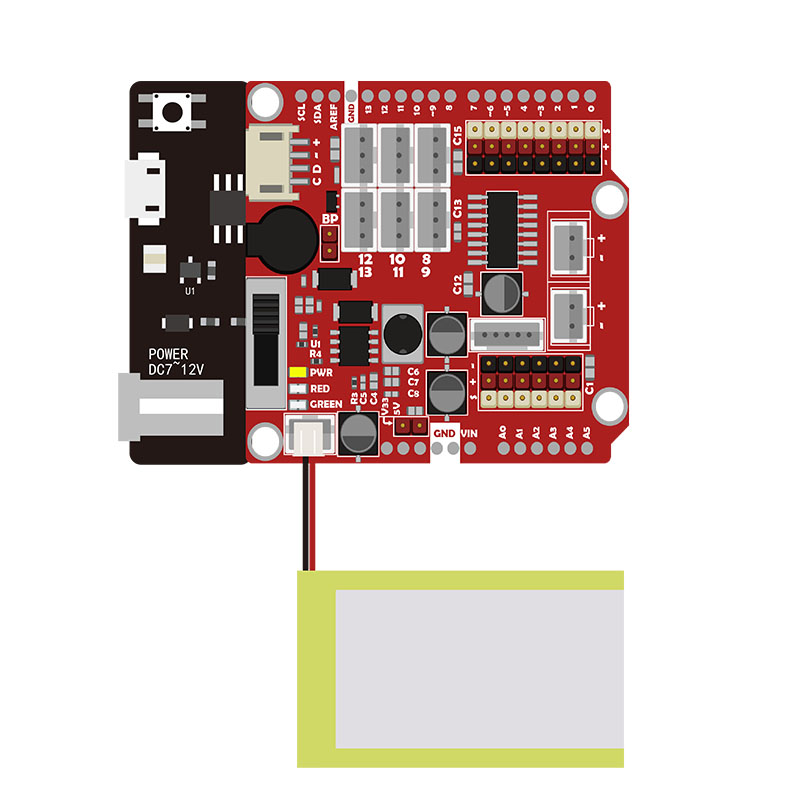 SCL
SDA
AREF
GND
13
12
11
10
~9
8
7
~6
~5
4
~3
2
1
0
C15
S
+
-
+
-
D
C
BP
12
13
10
11
8
9
C13
C12
+
-
+
-
U1
U1
R4
PWR
RED
GREEN
POWER
DC7~12V
R3
C5
C4
C6
C7
C8
V33
5V
-
+
S
C1
GND
VIN
A0
A1
A2
A3
A4
A5